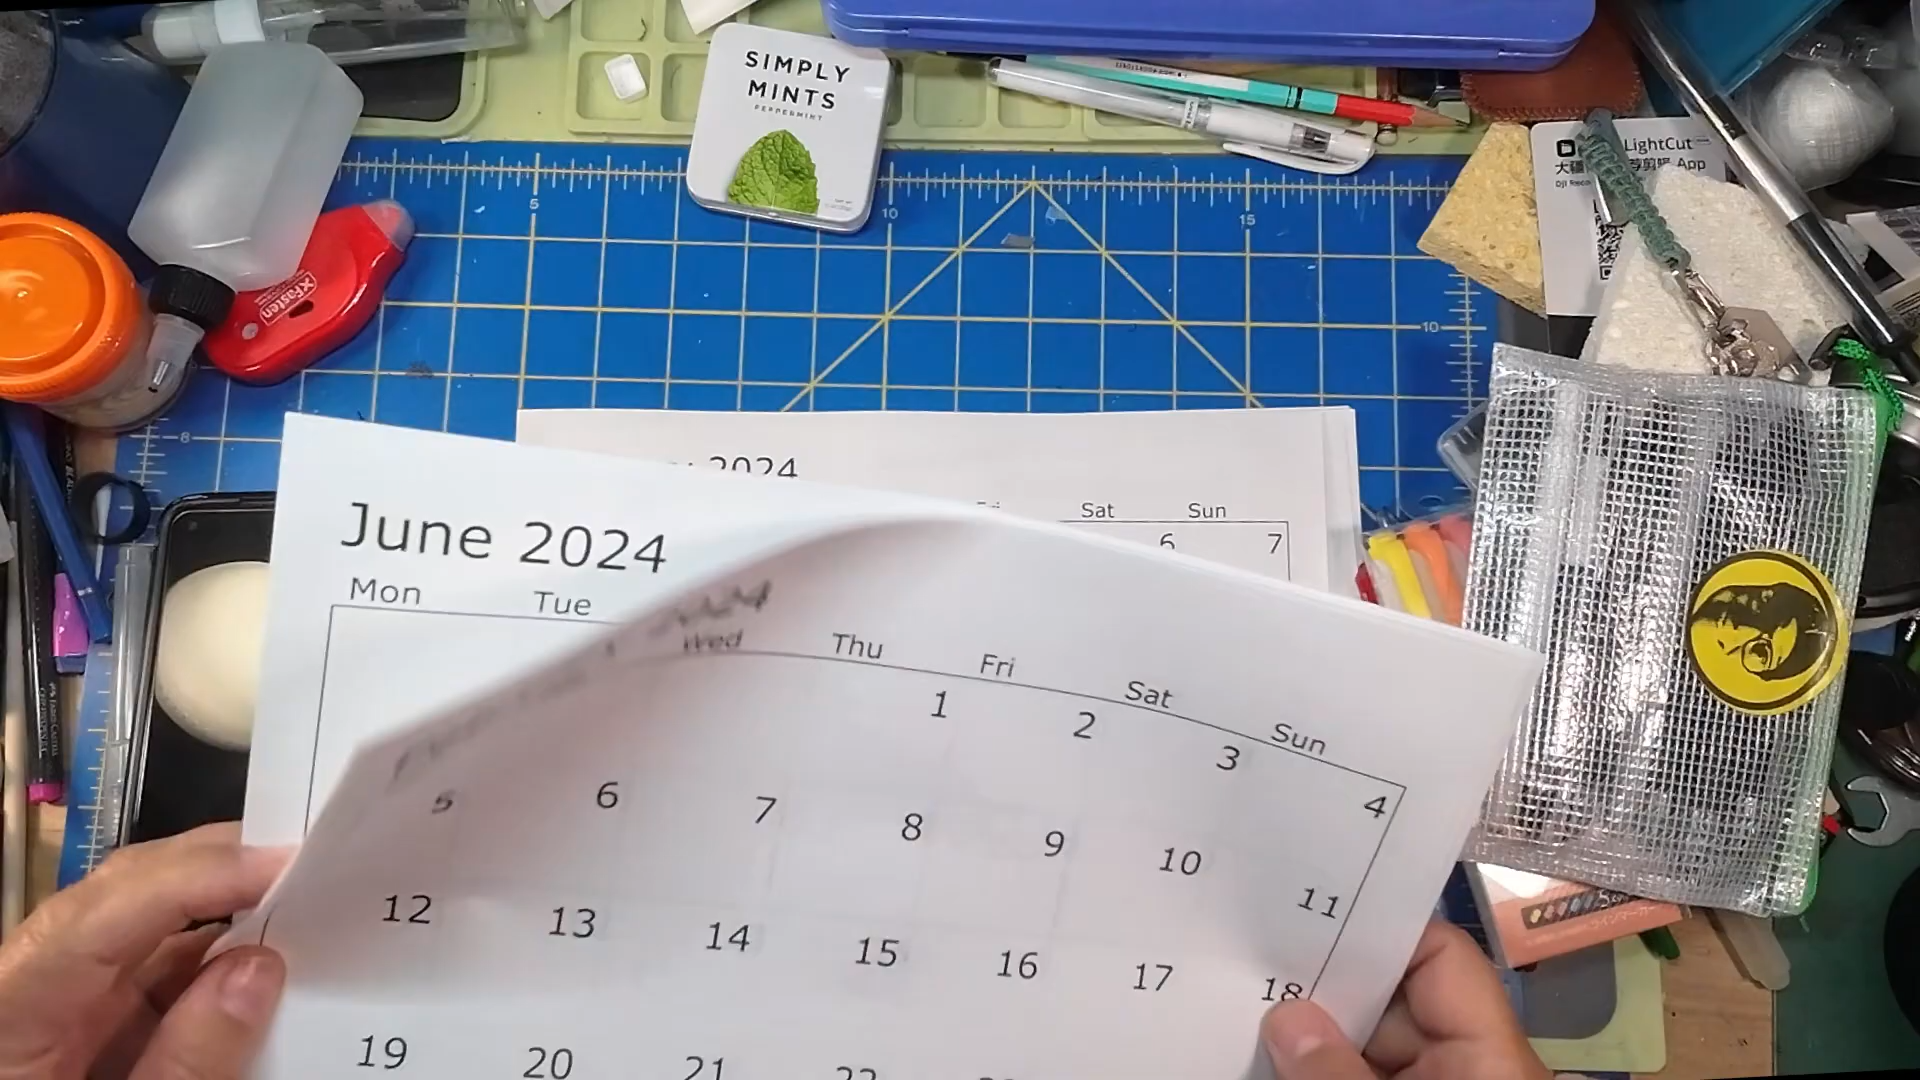 SIMPLY
MINTS
PEPPERMINT
5
10
15
10
8
LightCut
App
XFasten
2024
Sat Sun
6 7
June 2024
Mon Tue
Wed Thu Fri Sat Sun
1 2 3 4
5 6 7 8 9 10 11
12 13 14 15 16 17 18
19 20 21 22